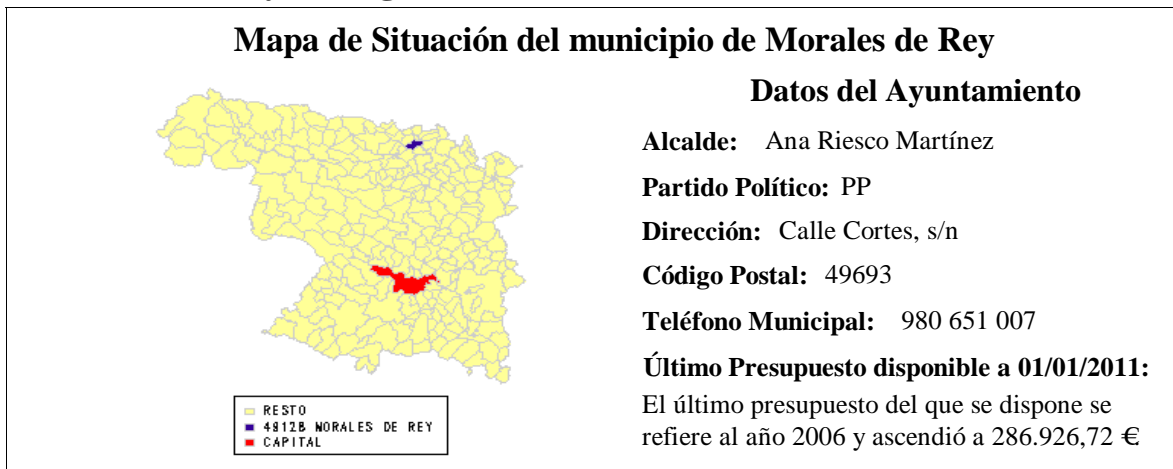 Mapa de Situación del municipio de Morales de Rey
Datos del Ayuntamiento
Alcalde: Ana Riesco Martínez
Partido Político: PP
Dirección: Calle Cortes, s/n
Código Postal: 49693
Teléfono Municipal: 980 651 007
Último Presupuesto disponible a 01/01/2011:
El último presupuesto del que se dispone se
refiere al año 2006 y ascendió a 286.926,72 €
RESTO
49128 MORALES DE REY
CAPITAL